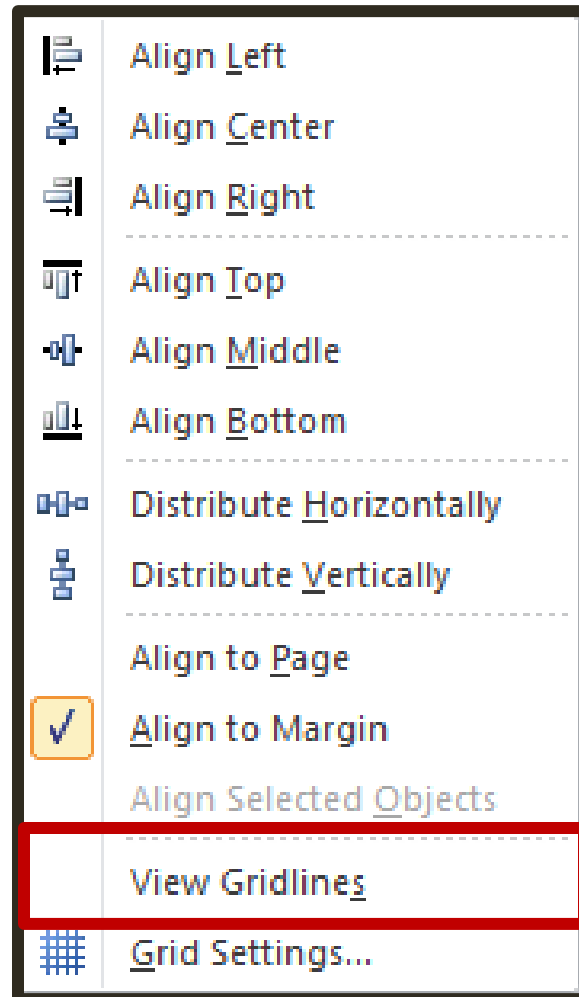 Align Left
Align Center
Align Right
Align Top
Align Middle
Align Bottom
Distribute Horizontally
Distribute Vertically
Align to Page
Align to Margin
Align Selected Objects
View Gridlines
Grid Settings...